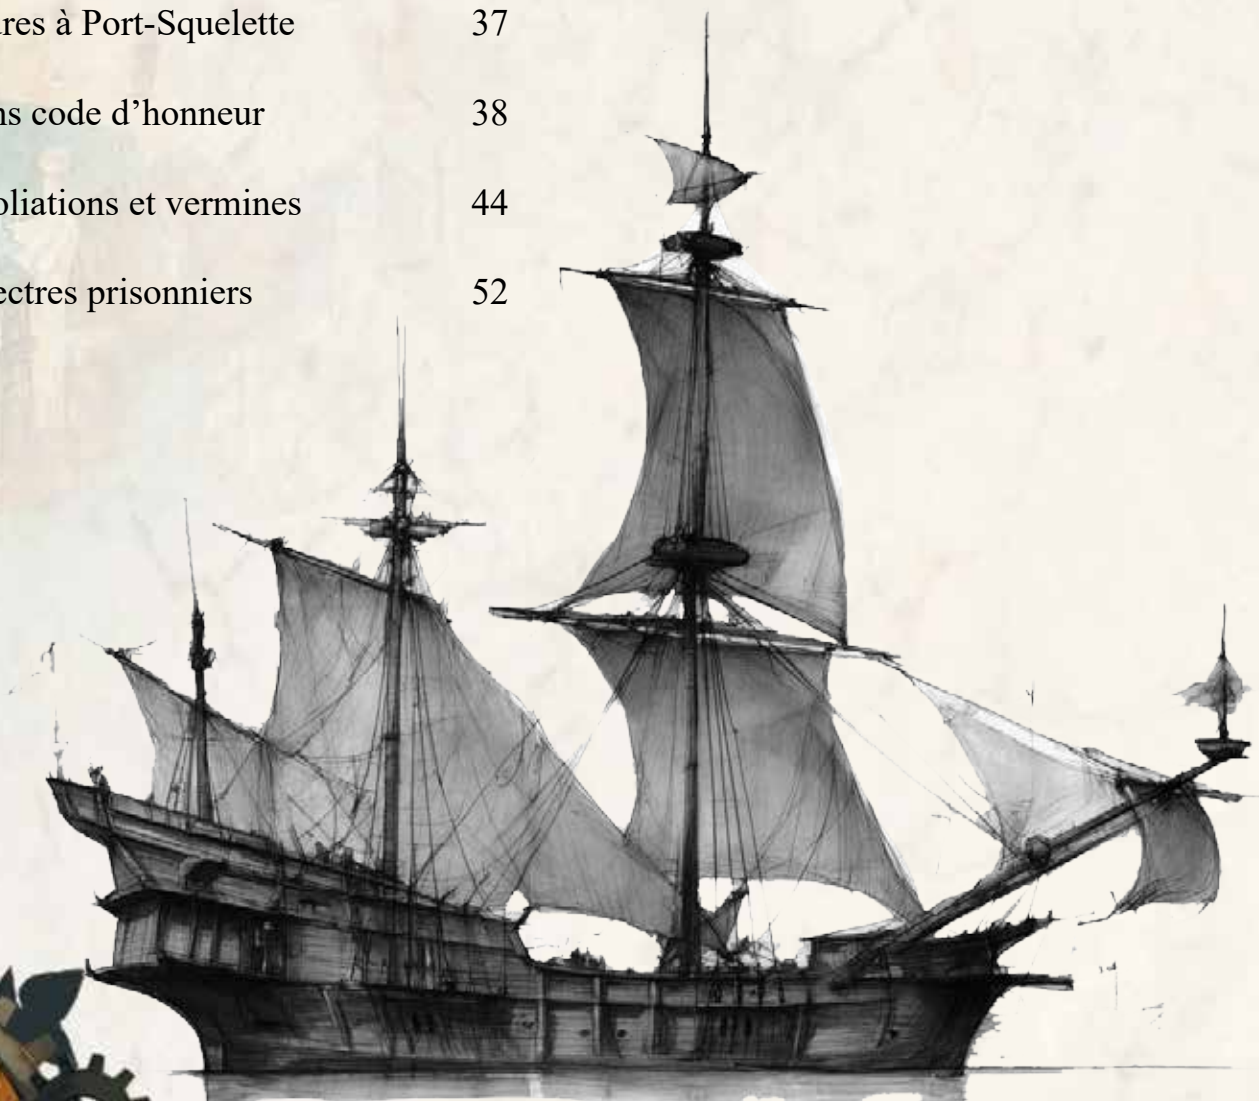 res à Port-Squelette 37
ns code d’honneur 38
oliations et vermines 44
ectres prisonniers 52